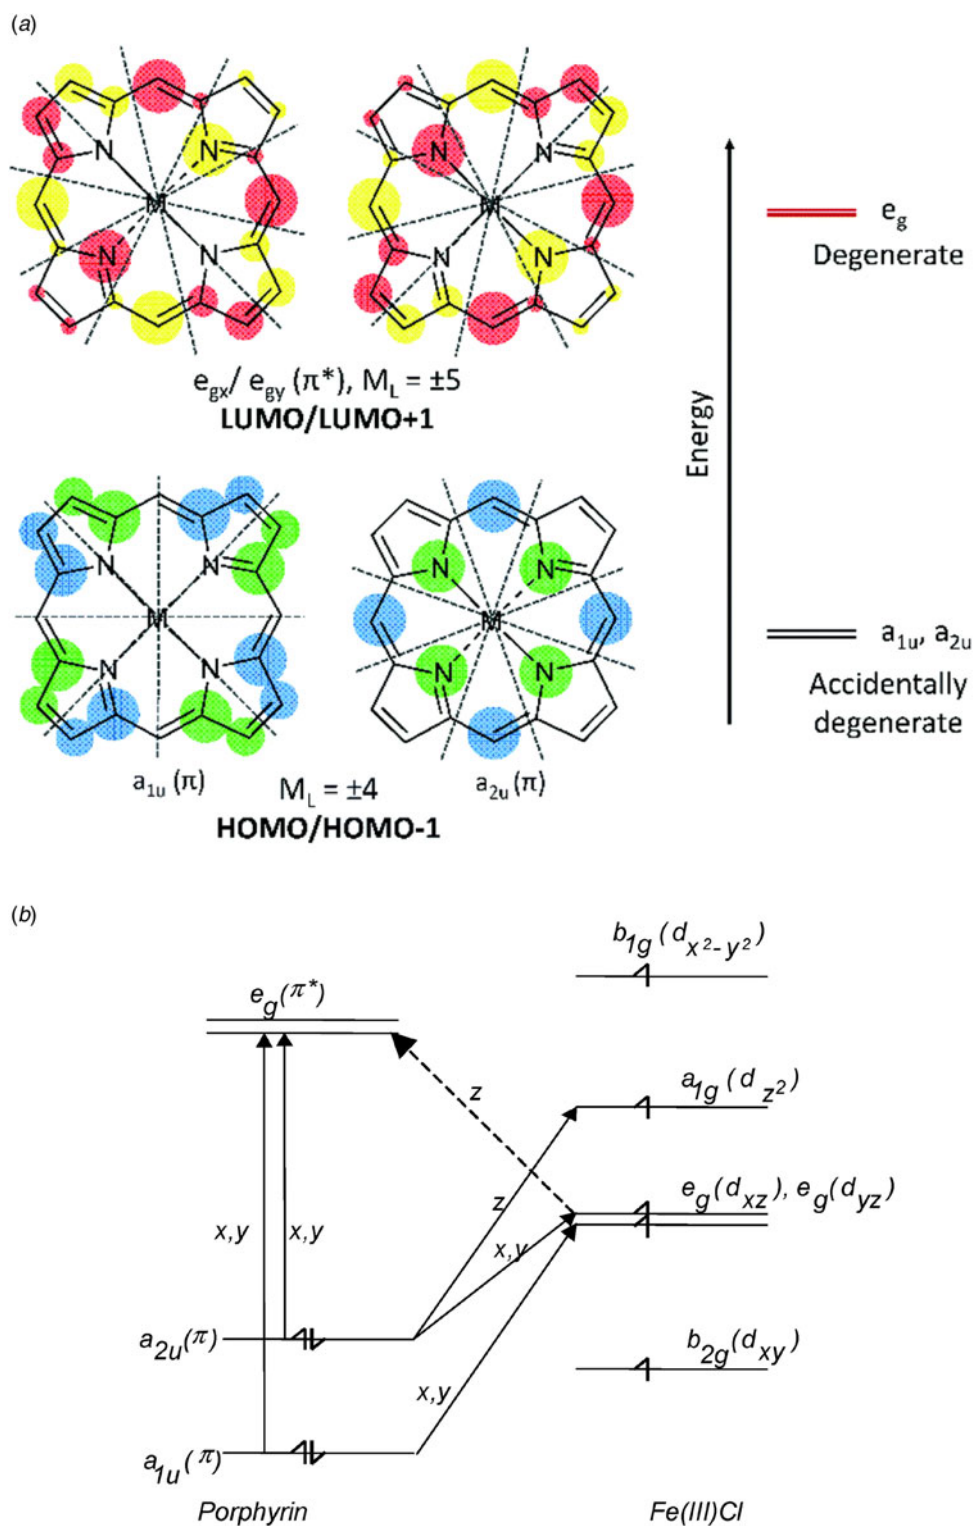 (a)
N
N
M
N
N
N
N
M
N
N
e_gx/ e_gy (π*), M_L = ±5
LUMO/LUMO+1
Energy
e_g
Degenerate
N
N
M
N
N
N
N
M
N
N
a_1u (π)
a_2u (π)
M_L = ±4
HOMO/HOMO-1
a_1u, a_2u
Accidentally
degenerate
(b)
b_1g (d_x²-y²)
e_g (π*)
a_1g (d_z²)
z
e_g(d_xz), e_g(d_yz)
z
x,y
x,y
x,y
a_2u(π)
b_2g(d_xy)
x,y
a_1u(π)
Porphyrin
Fe(III)Cl